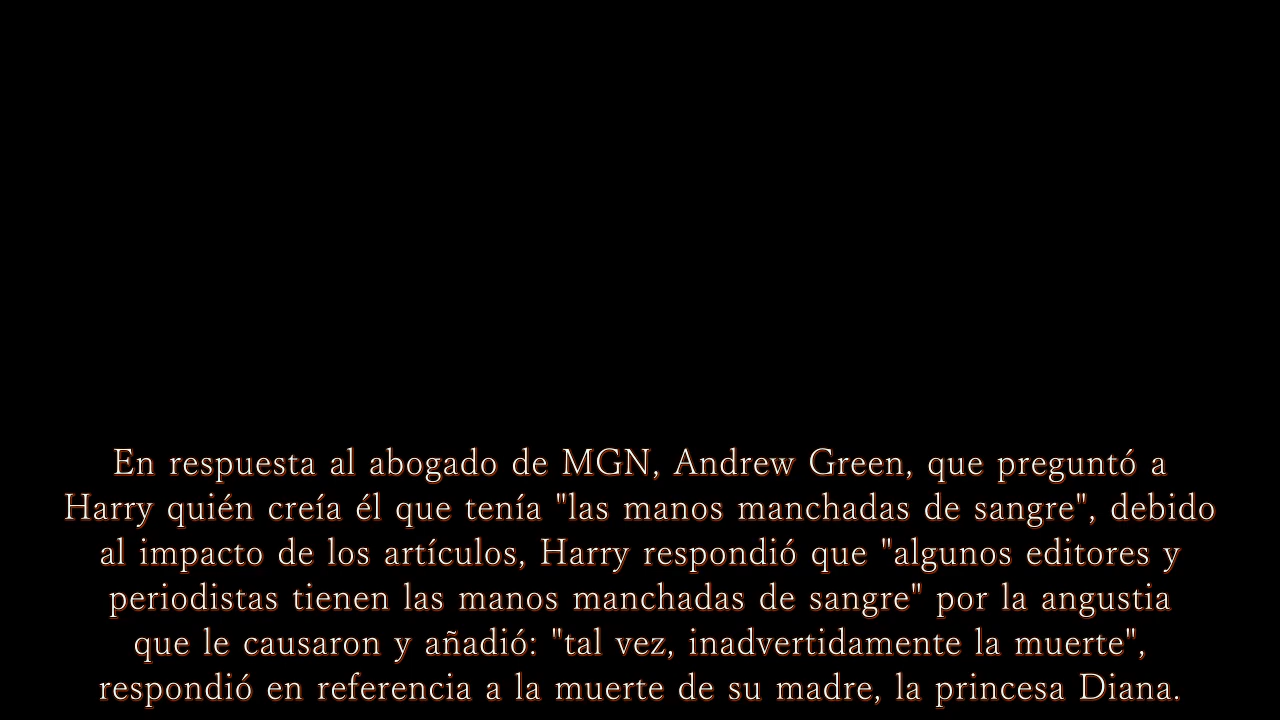 En respuesta al abogado de MGN, Andrew Green, que preguntó a
Harry quién creía él que tenía "las manos manchadas de sangre", debido
al impacto de los artículos, Harry respondió que "algunos editores y
periodistas tienen las manos manchadas de sangre" por la angustia
que le causaron y añadió: "tal vez, inadvertidamente la muerte",
respondió en referencia a la muerte de su madre, la princesa Diana.